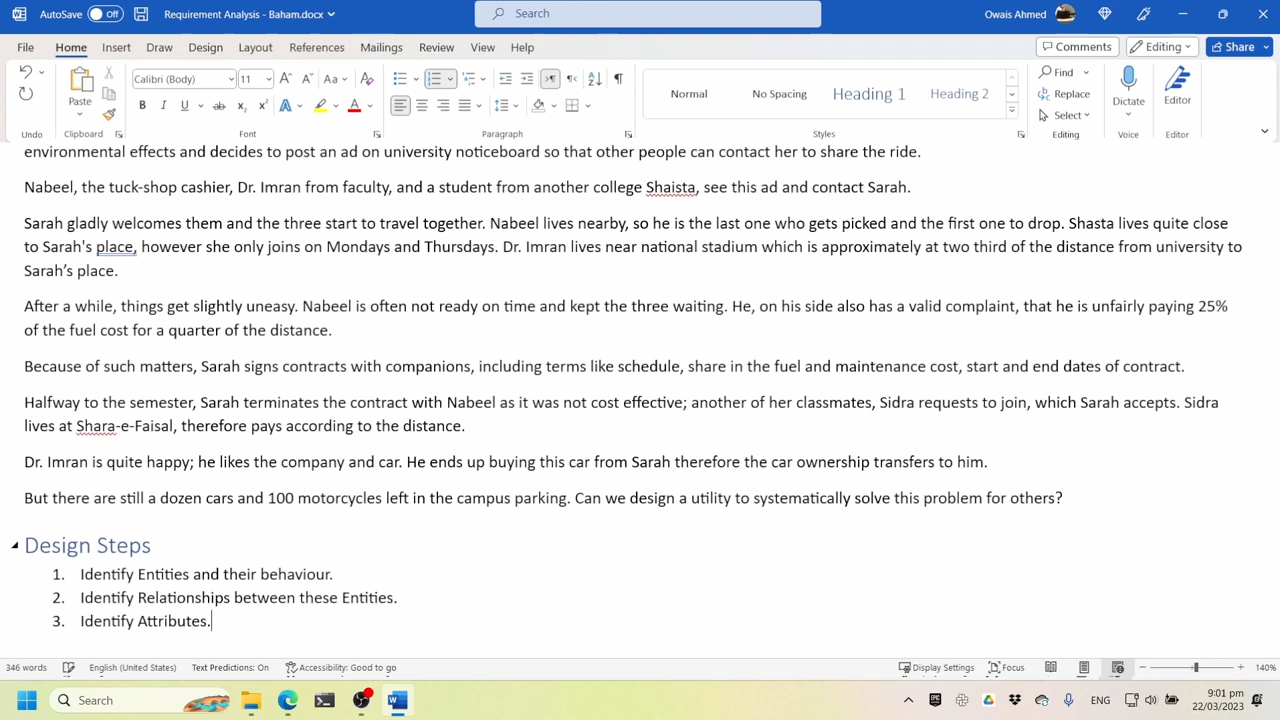 AutoSave Off Requirement Analysis - Baham.docx Search Owais Ahmed
File Home Insert Draw Design Layout References Mailings Review View Help Comments Editing Share
Calibri (Body) 11 Find
Paste Normal No Spacing Heading 1 Heading 2 Replace Dictate Editor
Select
Undo Clipboard Font Paragraph Styles Editing Voice Editor
environmental effects and decides to post an ad on university noticeboard so that other people can contact her to share the ride.
Nabeel, the tuck-shop cashier, Dr. Imran from faculty, and a student from another college Shaista, see this ad and contact Sarah.
Sarah gladly welcomes them and the three start to travel together. Nabeel lives nearby, so he is the last one who gets picked and the first one to drop. Shasta lives quite close
to Sarah's place, however she only joins on Mondays and Thursdays. Dr. Imran lives near national stadium which is approximately at two third of the distance from university to
Sarah’s place.
After a while, things get slightly uneasy. Nabeel is often not ready on time and kept the three waiting. He, on his side also has a valid complaint, that he is unfairly paying 25%
of the fuel cost for a quarter of the distance.
Because of such matters, Sarah signs contracts with companions, including terms like schedule, share in the fuel and maintenance cost, start and end dates of contract.
Halfway to the semester, Sarah terminates the contract with Nabeel as it was not cost effective; another of her classmates, Sidra requests to join, which Sarah accepts. Sidra
lives at Shara-e-Faisal, therefore pays according to the distance.
Dr. Imran is quite happy; he likes the company and car. He ends up buying this car from Sarah therefore the car ownership transfers to him.
But there are still a dozen cars and 100 motorcycles left in the campus parking. Can we design a utility to systematically solve this problem for others?
Design Steps
1. Identify Entities and their behaviour.
2. Identify Relationships between these Entities.
3. Identify Attributes.
346 words English (United States) Text Predictions: On Accessibility: Good to go Display Settings Focus 140%
Search ENG 9:01 pm
22/03/2023